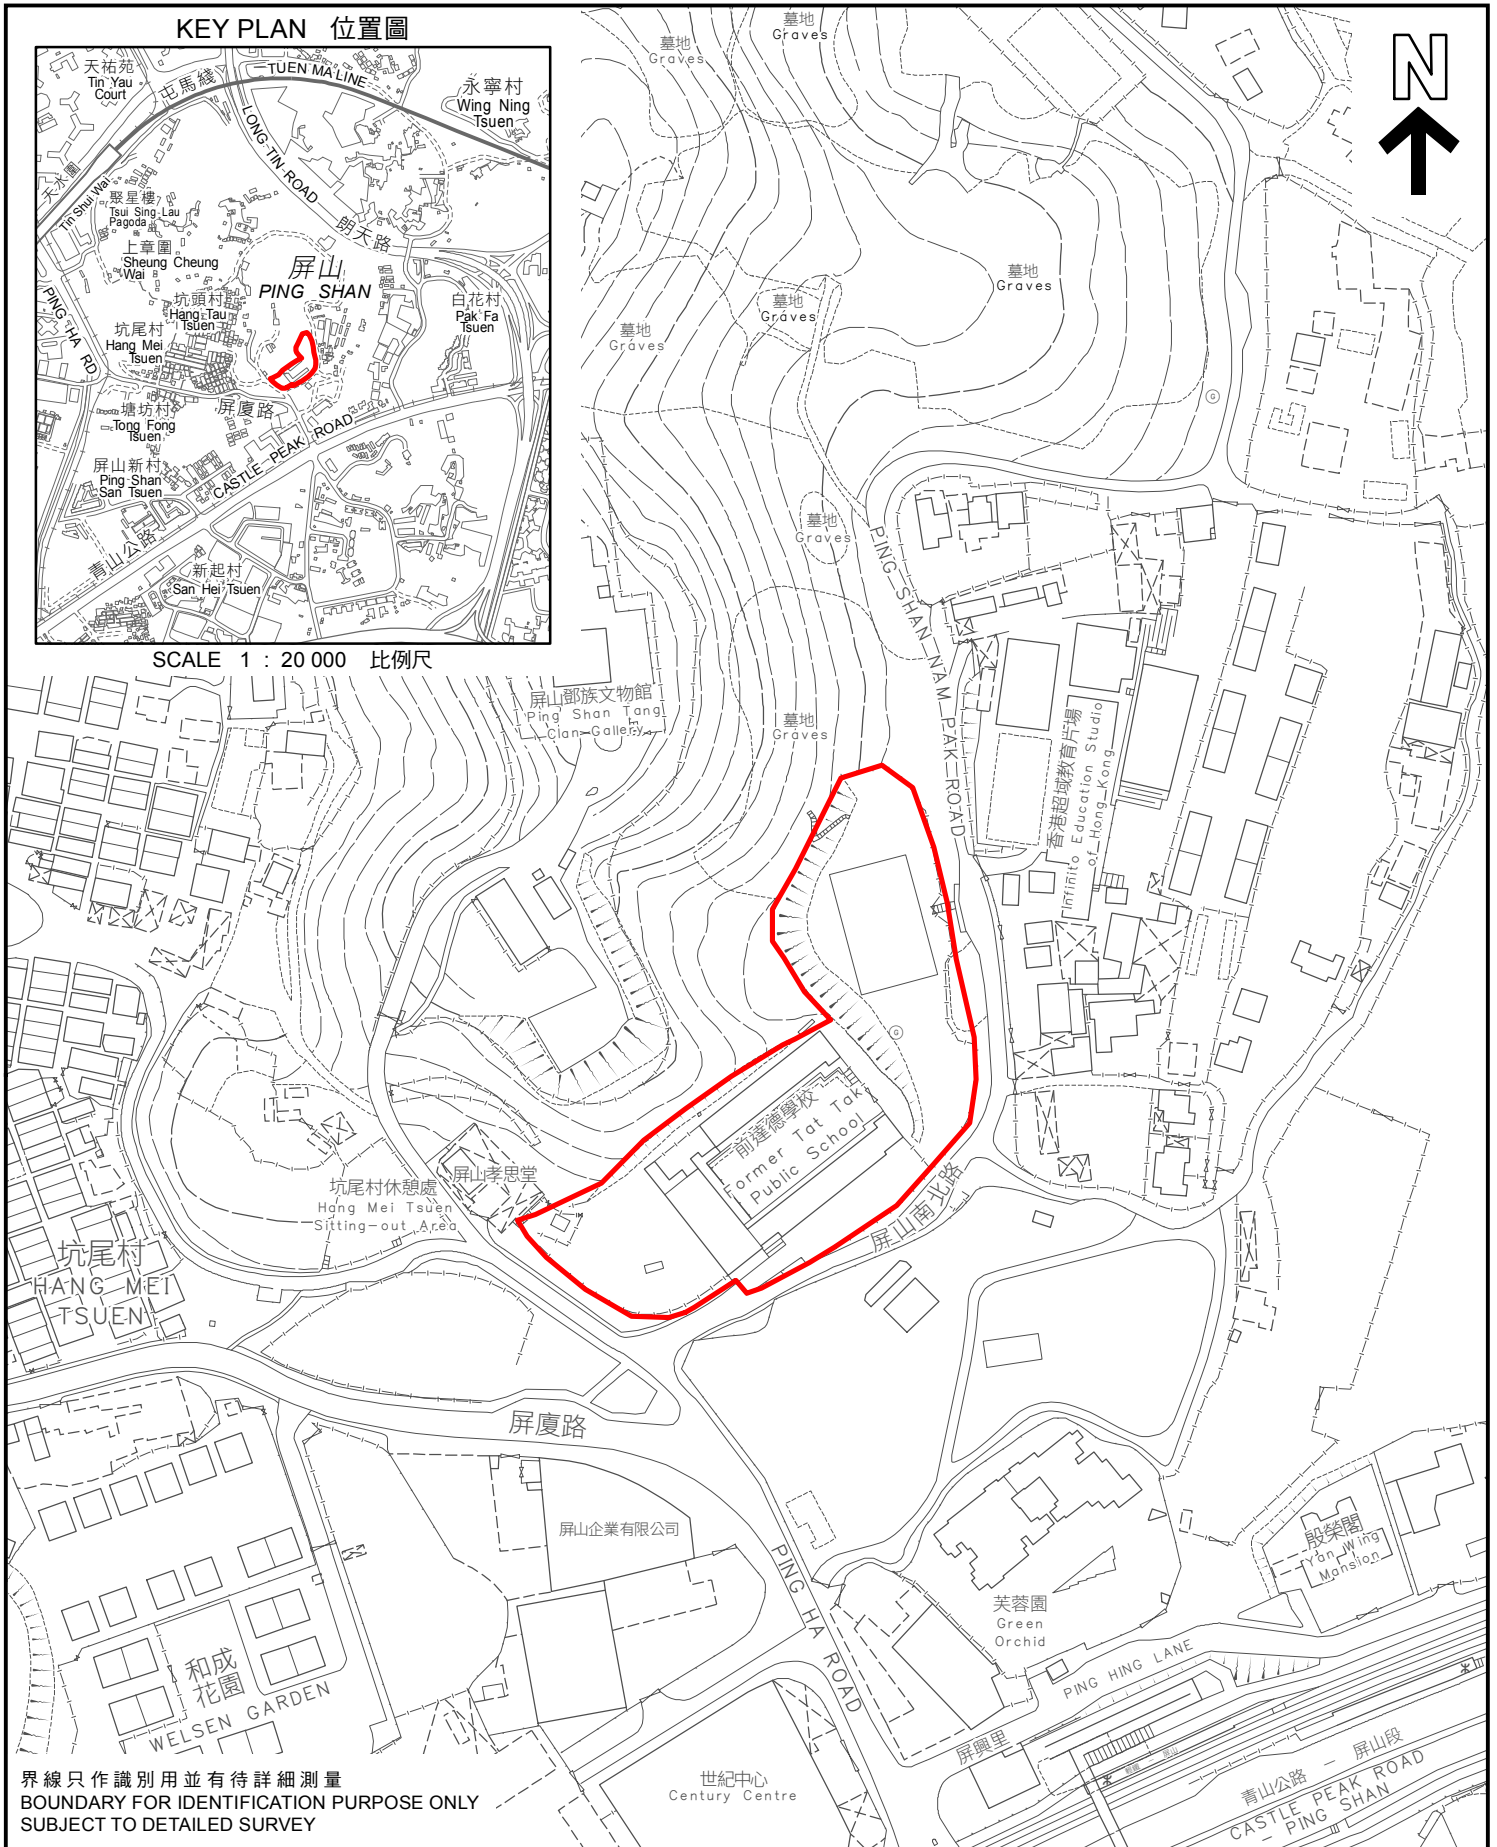 KEY PLAN 位置圖
天祐苑
Tin Yau
Court
屯馬綫
TUEN MA LINE
永寧村
Wing Ning
Tsuen
LONG TIN ROAD
朗天路
天水圍
Tin Shui Wai
聚星樓
Tsui Sing Lau
Pagoda
上章圍
Sheung Cheung
Wai
屏山
PING SHAN
坑頭村
Hang Tau
Tsuen
白花村
Pak Fa
Tsuen
PING HA RD
坑尾村
Hang Mei
Tsuen
屏廈路
塘坊村
Tong Fong
Tsuen
CASTLE PEAK ROAD
屏山新村
Ping Shan
San Tsuen
青山公路
新起村
San Hei Tsuen
SCALE 1 : 20 000 比例尺
N
墓地
Graves
墓地
Graves
墓地
Graves
墓地
Graves
墓地
Graves
墓地
Graves
墓地
Graves
G
PING SHAN NAM PAK ROAD
屏山鄧族文物館
Ping Shan Tang
Clan Gallery
香港超域教育片場
Infinito Education Studio
of Hong Kong
G
前達德學校
Former Tat Tak
Public School
屏山孝思堂
坑尾村休憩處
Hang Mei Tsuen
Sitting-out Area
屏山南北路
坑尾村
HANG MEI
TSUEN
屏廈路
屏山企業有限公司
PING HA ROAD
殷榮閣
Yan Wing
Mansion
芙蓉園
Green
Orchid
和成
花園
WELSEN GARDEN
PING HING LANE
屏興里
世紀中心
Century Centre
青山公路 － 屏山段
CASTLE PEAK ROAD
- PING SHAN
界線只作識別用並有待詳細測量
BOUNDARY FOR IDENTIFICATION PURPOSE ONLY
SUBJECT TO DETAILED SURVEY